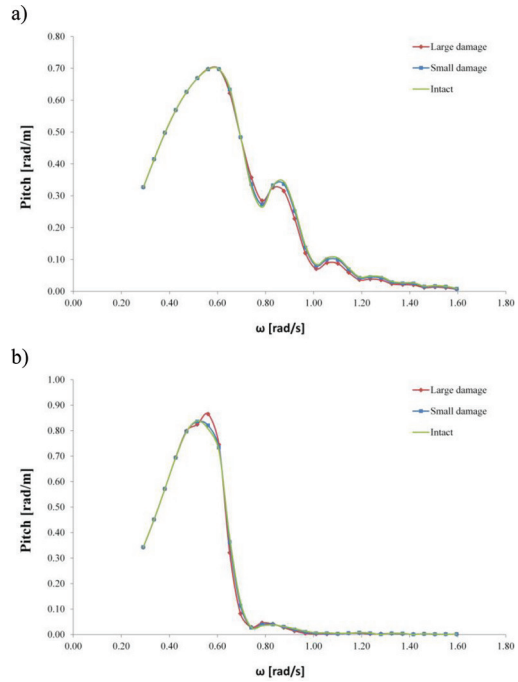 a)
0.80
0.70
0.60
0.50
0.40
0.30
0.20
0.10
0.00
Pitch [rad/m]
Large damage
Small damage
Intact
0.00 0.20 0.40 0.60 0.80 1.00 1.20 1.40 1.60 1.80
ω [rad/s]
b)
1.00
0.90
0.80
0.70
0.60
0.50
0.40
0.30
0.20
0.10
0.00
Pitch [rad/m]
Large damage
Small damage
Intact
0.00 0.20 0.40 0.60 0.80 1.00 1.20 1.40 1.60 1.80
ω [rad/s]